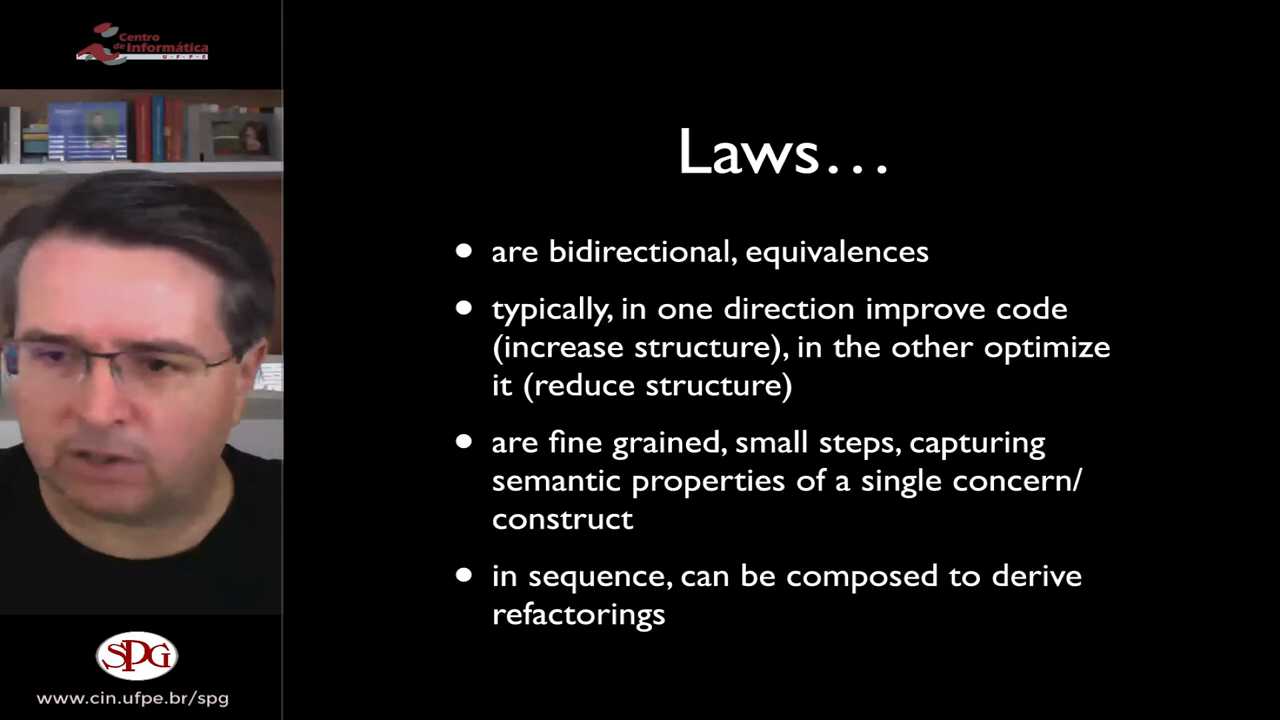 Centro
de Informática
U F P E
Laws…
• are bidirectional, equivalences
• typically, in one direction improve code
(increase structure), in the other optimize
it (reduce structure)
• are fine grained, small steps, capturing
semantic properties of a single concern/
construct
• in sequence, can be composed to derive
refactorings
SPG
www.cin.ufpe.br/spg